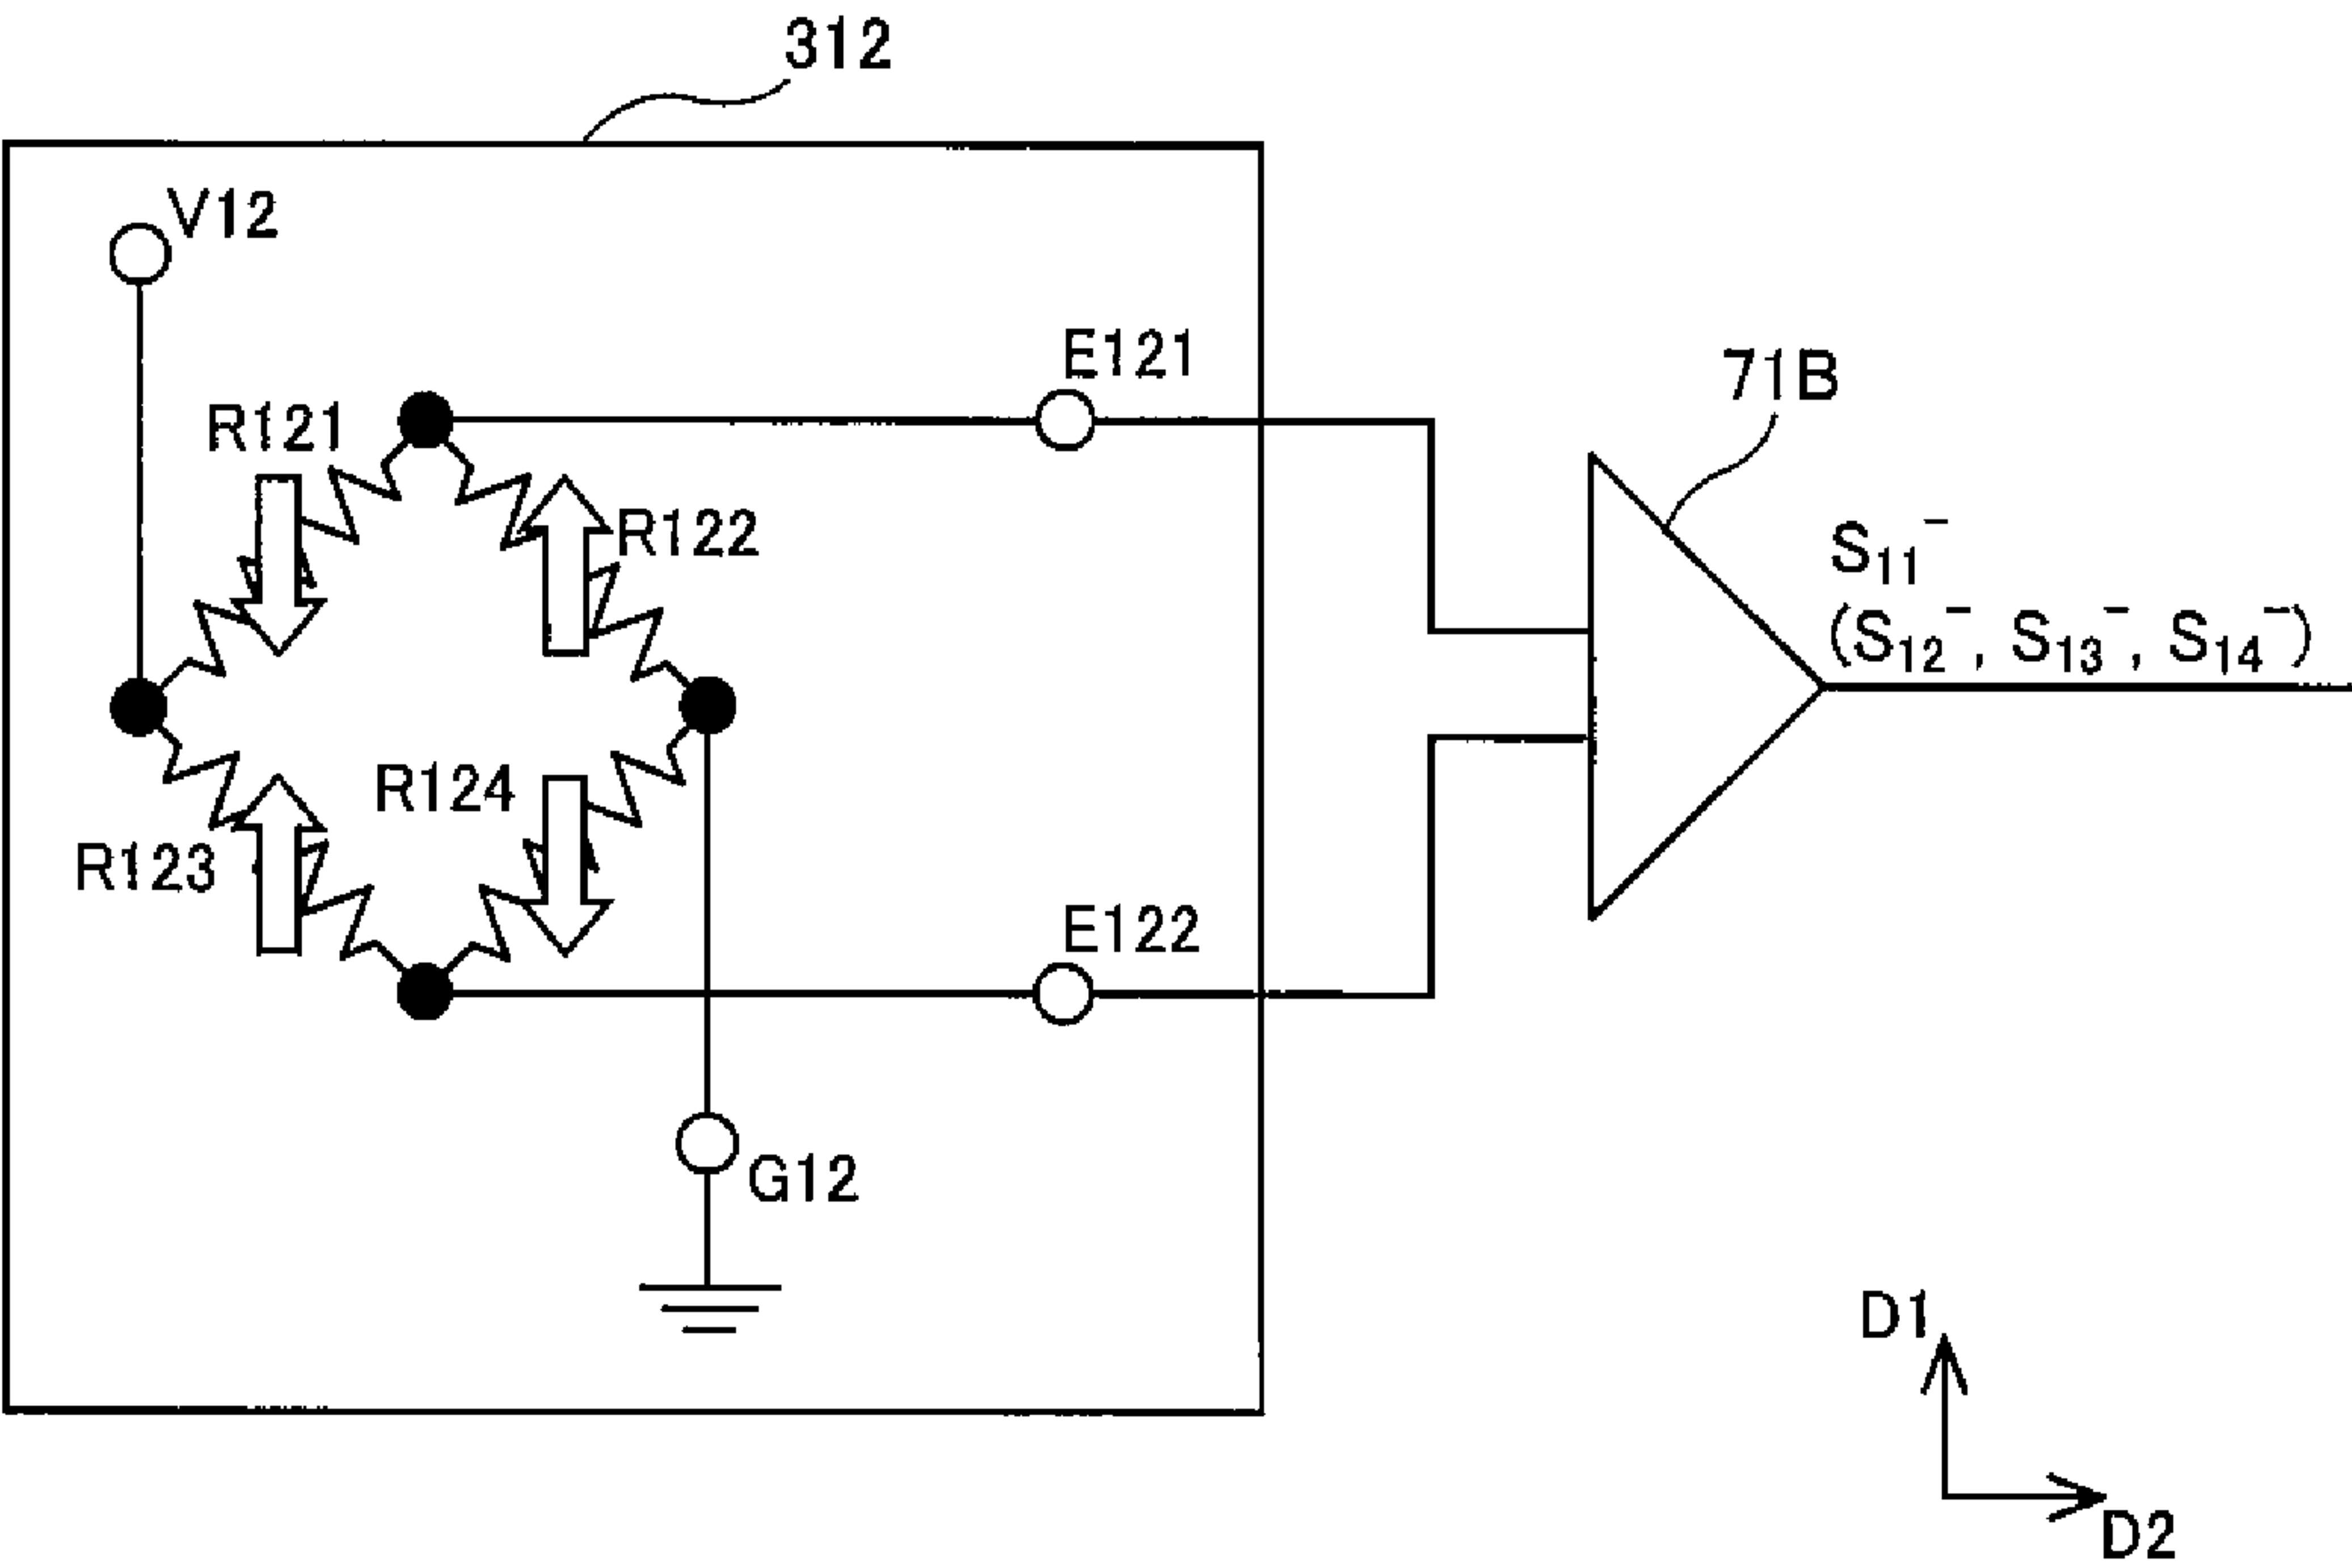 312
V12
E121
71B
R121
R122
S11⁻
(S12⁻, S13⁻, S14⁻)
R124
R123
E122
G12
D1
D2